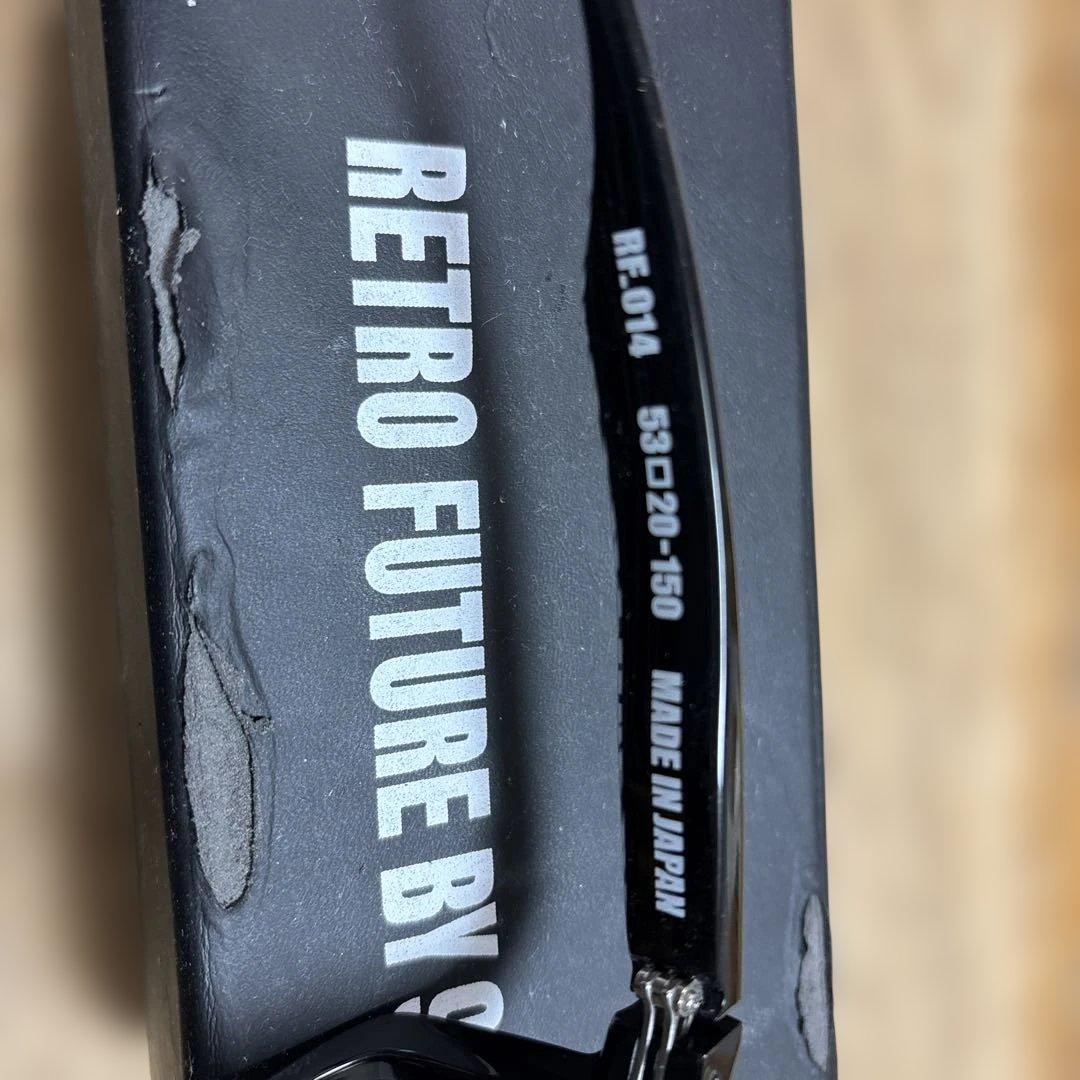 RETRO FUTURE BY
RF-014 53□20-150 MADE IN JAPAN